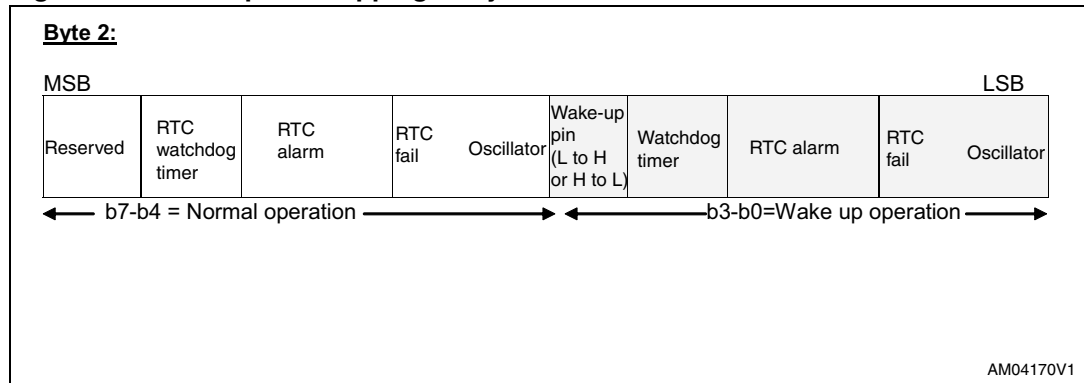 Byte 2:
MSB LSB
Reserved
RTC
watchdog
timer
RTC
alarm
RTC
fail
Oscillator
Wake-up
pin
(L to H
or H to L)
Watchdog
timer
RTC alarm
RTC
fail
Oscillator
b7-b4 = Normal operation
b3-b0=Wake up operation
AM04170V1